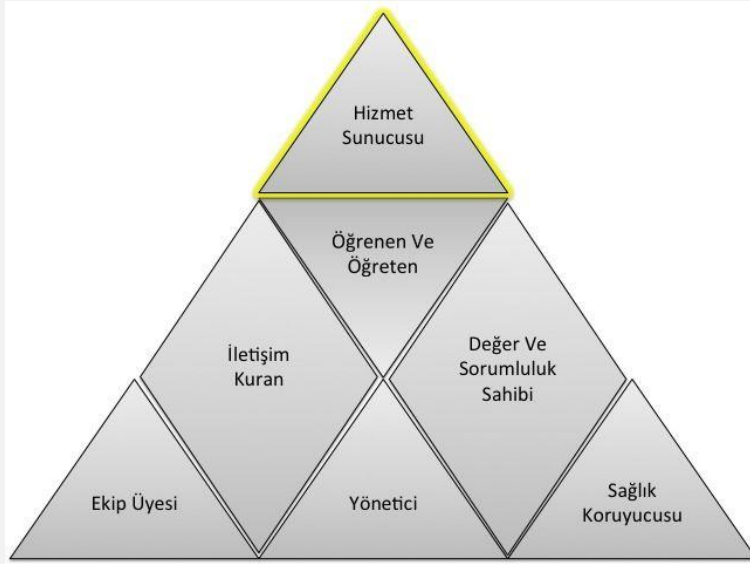 Hizmet
Sunucusu
Öğrenen Ve
Öğreten
İletişim
Kuran
Değer Ve
Sorumluluk
Sahibi
Ekip Üyesi
Yönetici
Sağlık
Koruyucusu